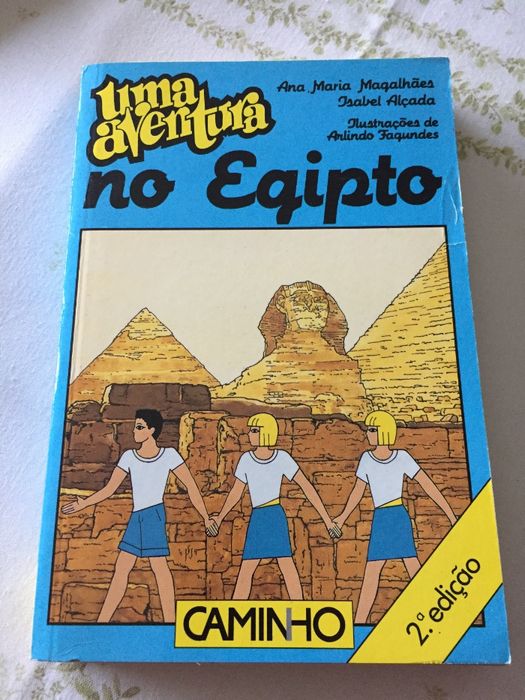 uma
aventura
Ana Maria Magalhães
Isabel Alçada
Ilustrações de
Arlindo Fagundes
no Egipto
CAMINHO
2.ª edição